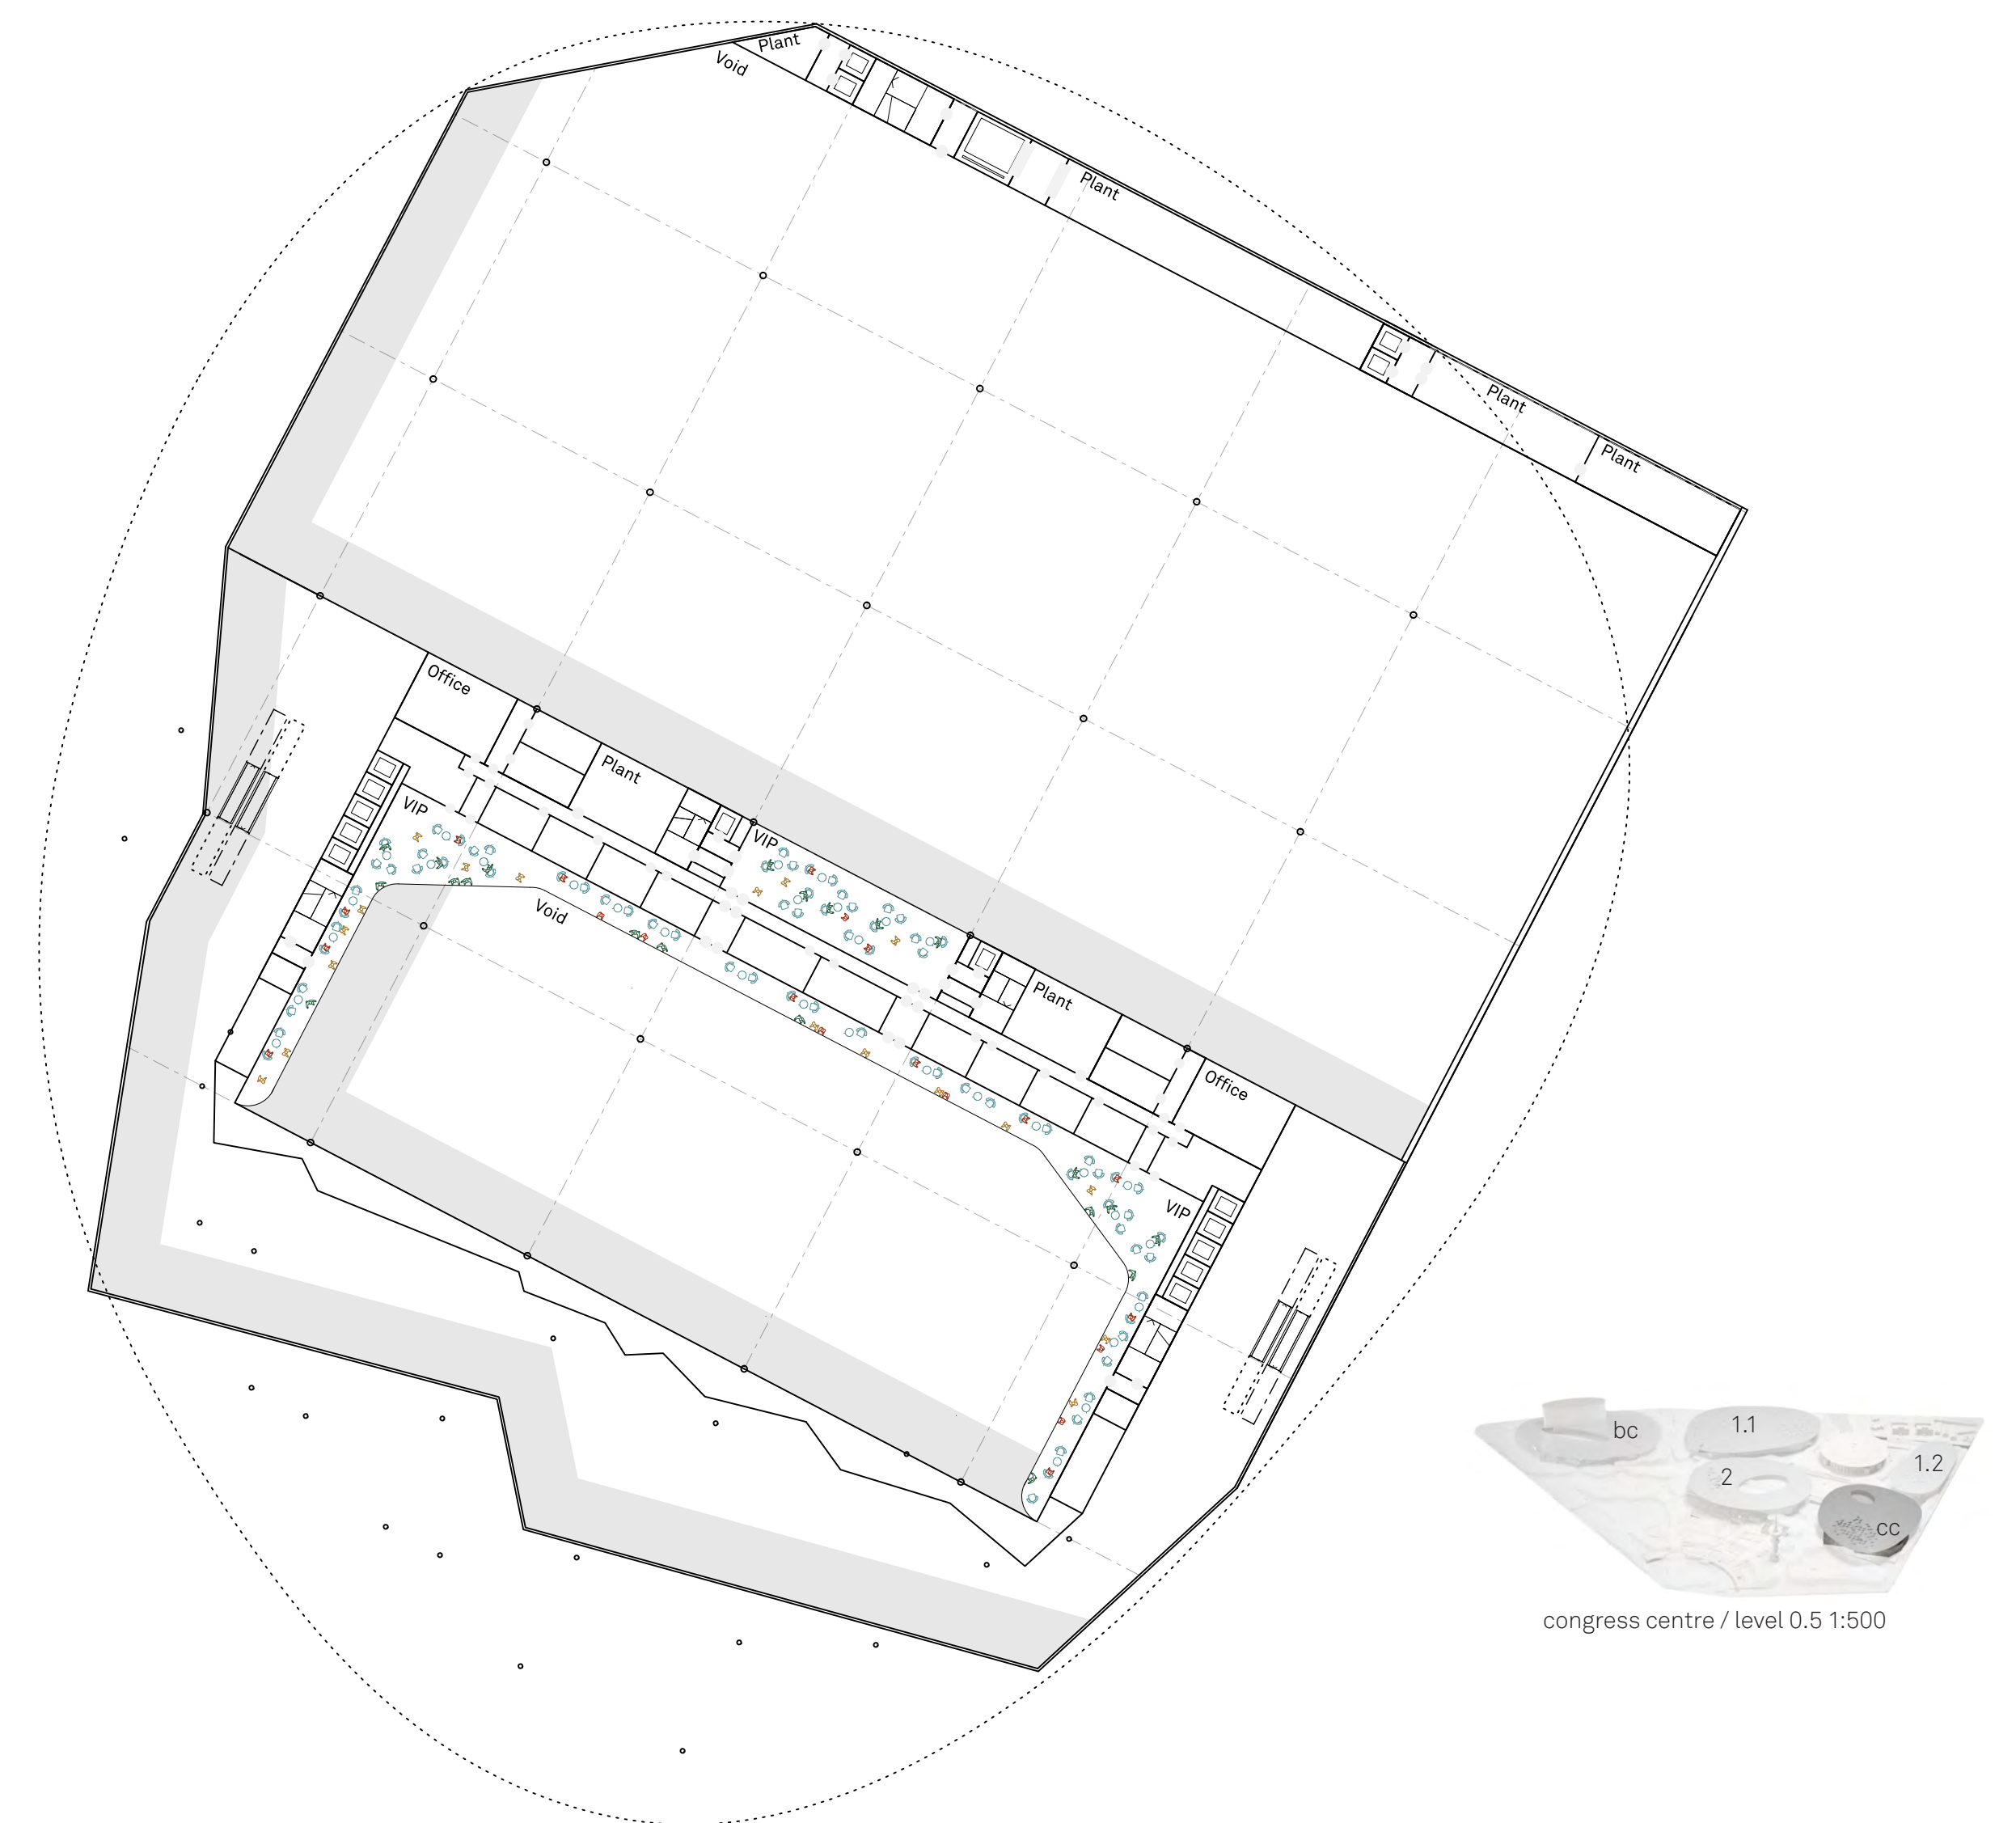 Plant
Void
Plant
Plant
Plant
Office
Plant
VIP
VIP
Void
Plant
Office
VIP
bc
1.1
1.2
2
cc
congress centre / level 0.5 1:500